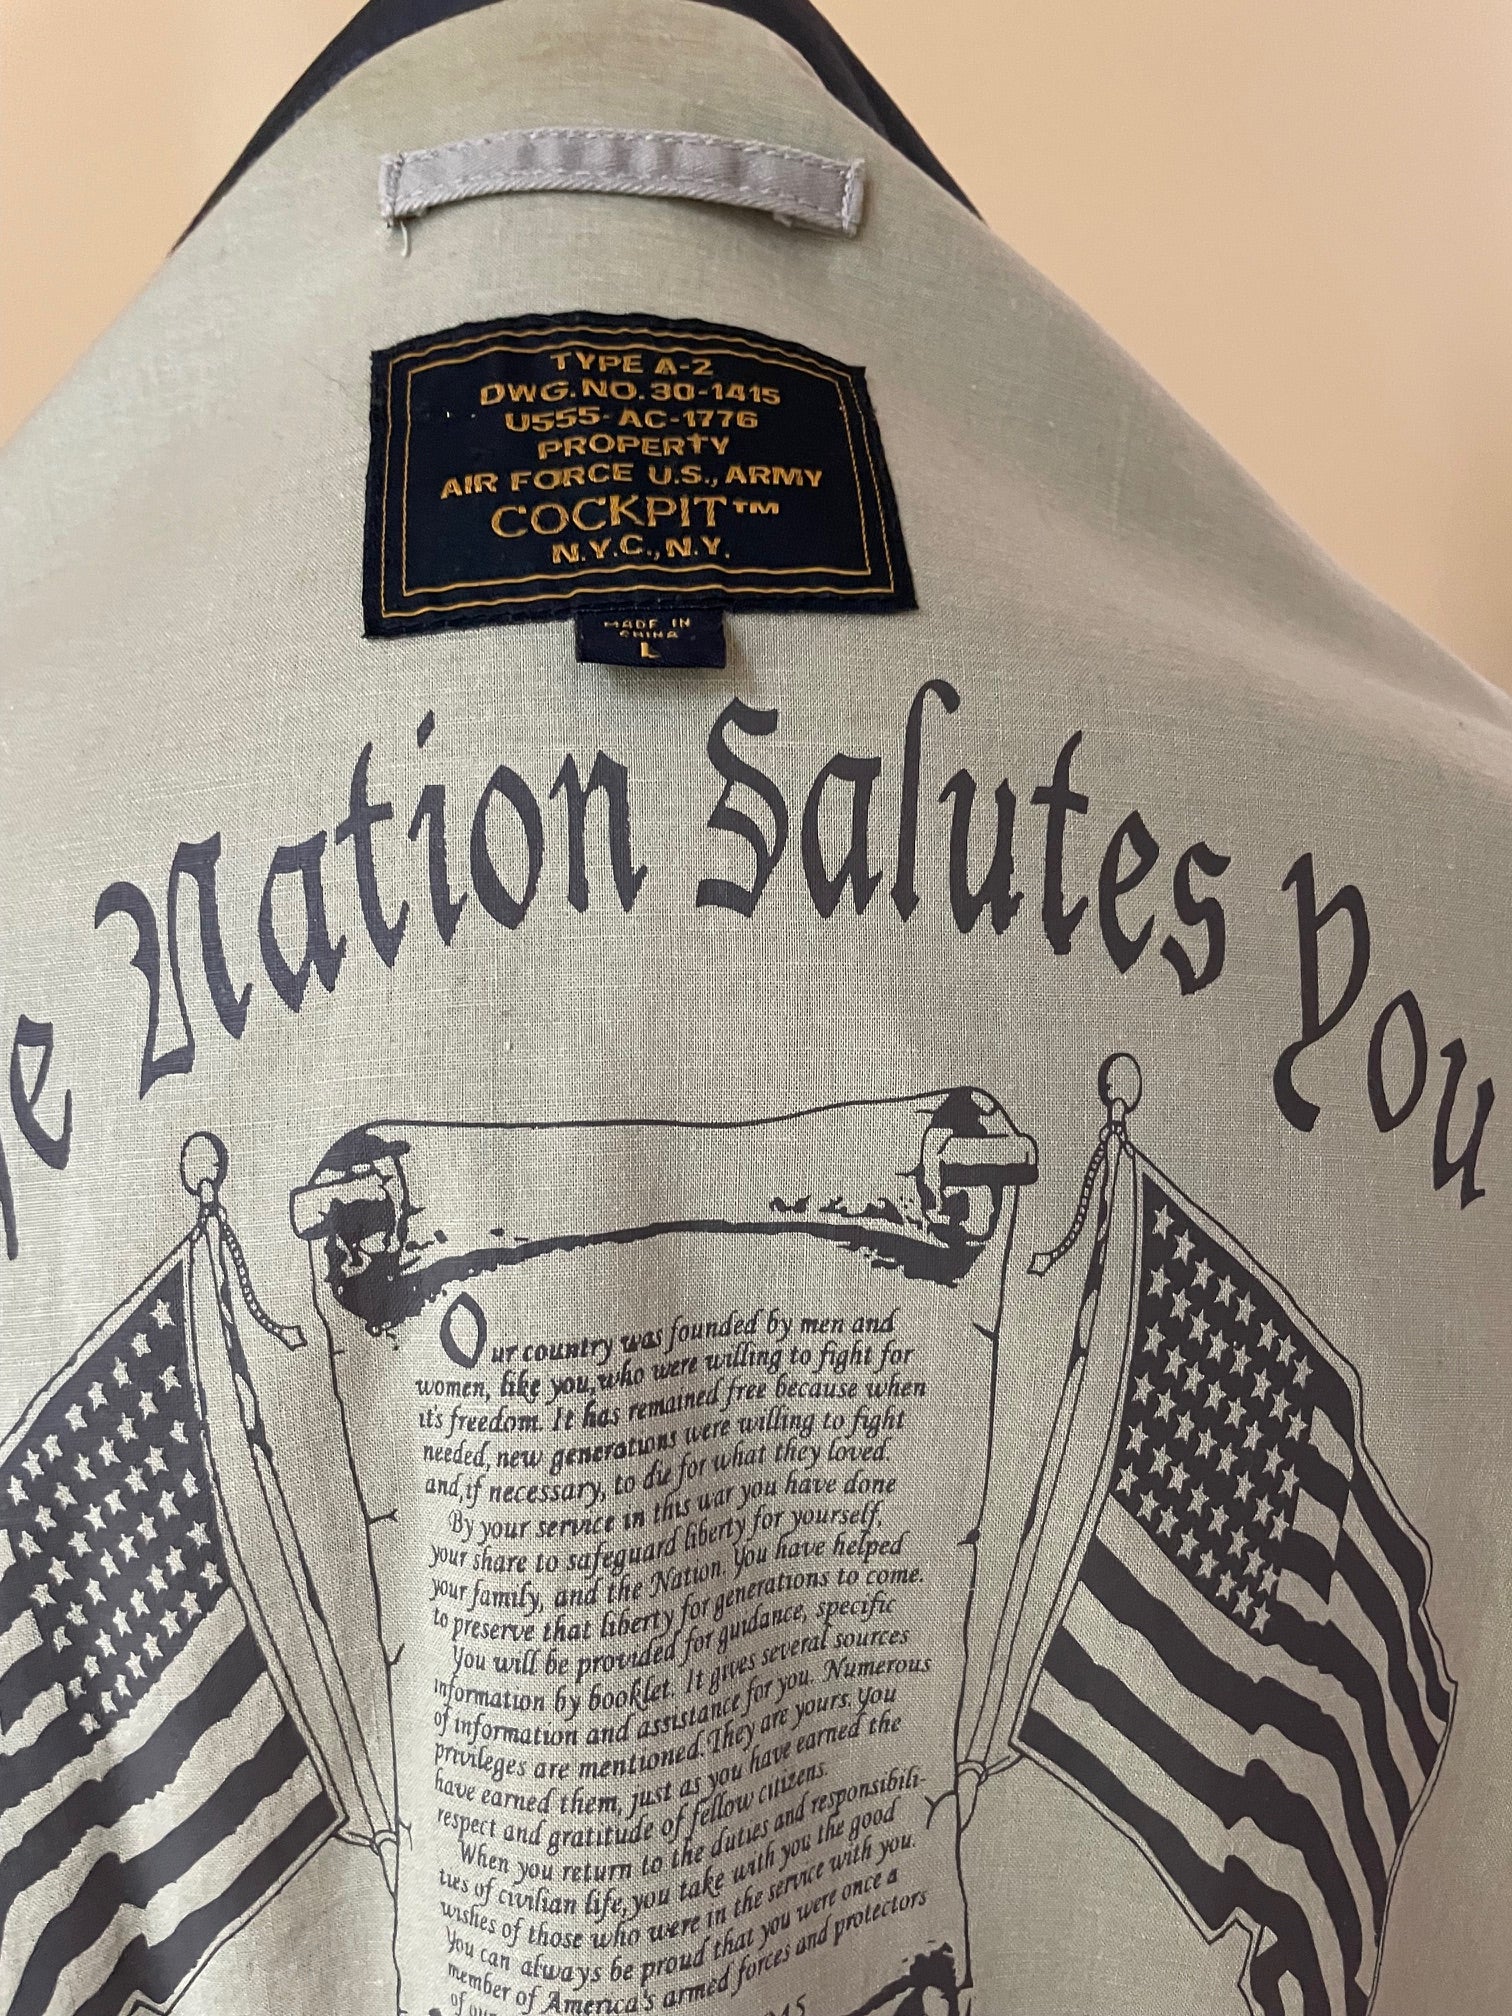 TYPE A-2
DWG. NO. 30-1415
U555-AC-1776
PROPERTY
AIR FORCE U.S., ARMY
COCKPIT™
N.Y.C., N.Y.
MADE IN
CHINA
L
Nation Salutes You
Our country was founded by men and
women, like you, who were willing to fight for
it's freedom. It has remained free because when
needed, new generations were willing to fight
and, if necessary, to die for what they loved.
By your service in this war you have done
your share to safeguard liberty for yourself,
your family, and the Nation. You have helped
to preserve that liberty for generations to come.
You will be provided for guidance, specific
information by booklet. It gives several sources
of information and assistance for you. Numerous
privileges are mentioned. They are yours. You
have earned them, just as you have earned the
respect and gratitude of fellow citizens.
When you return to the duties and responsibili-
ties of civilian life, you take with you the good
wishes of those who were in the service with you.
You can always be proud that you were once a
member of America's armed forces and protectors
of